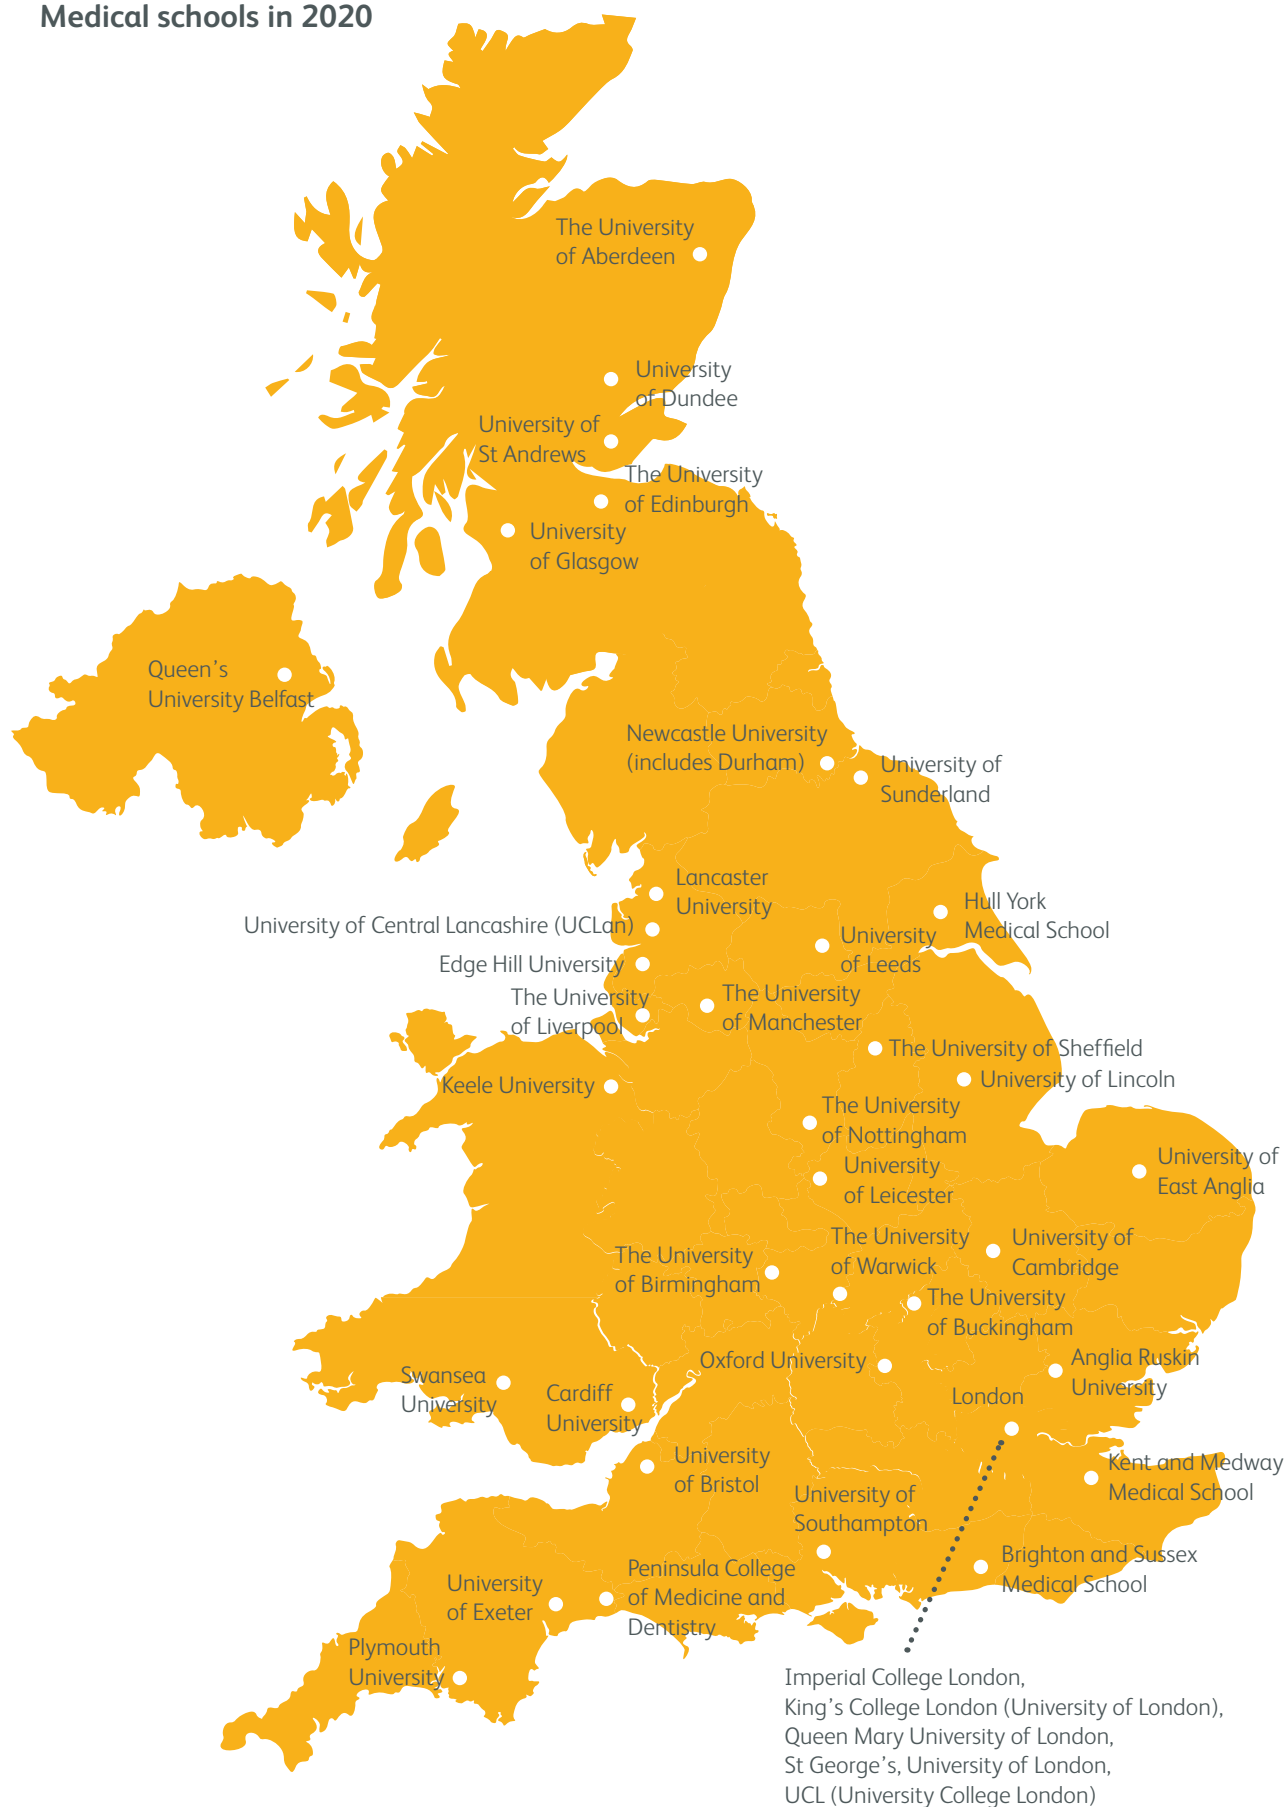 Medical schools in 2020
The University
of Aberdeen
University
of Dundee
University of
St Andrews
The University
of Edinburgh
University
of Glasgow
Queen’s
University Belfast
Newcastle University
(includes Durham)
University of
Sunderland
Lancaster
University
Hull York
Medical School
University of Central Lancashire (UCLan)
University
of Leeds
Edge Hill University
The University
of Liverpool
The University
of Manchester
The University of Sheffield
University of Lincoln
Keele University
The University
of Nottingham
University
of Leicester
University of
East Anglia
The University
of Warwick
University of
Cambridge
The University
of Birmingham
The University
of Buckingham
Oxford University
Anglia Ruskin
University
Swansea
University
Cardiff
University
London
University
of Bristol
Kent and Medway
Medical School
University of
Southampton
Brighton and Sussex
Medical School
Peninsula College
of Medicine and
Dentistry
University
of Exeter
Plymouth
University
Imperial College London,
King’s College London (University of London),
Queen Mary University of London,
St George’s, University of London,
UCL (University College London)